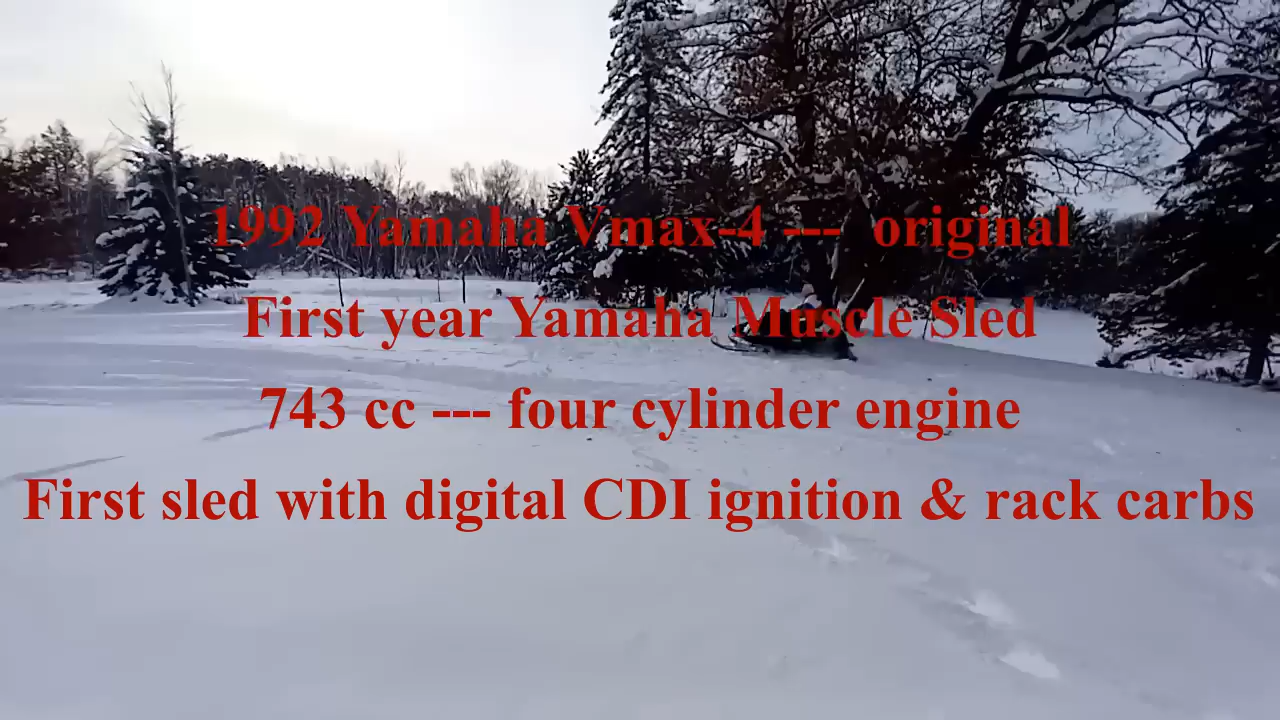 1992 Yamaha Vmax-4 --- original
First year Yamaha Muscle Sled
743 cc --- four cylinder engine
First sled with digital CDI ignition & rack carbs